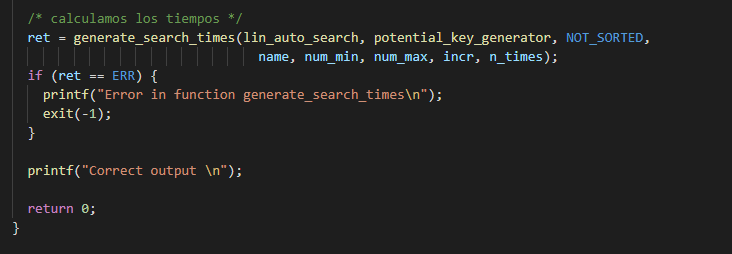 /* calculamos los tiempos */
ret = generate_search_times(lin_auto_search, potential_key_generator, NOT_SORTED,
name, num_min, num_max, incr, n_times);
if (ret == ERR) {
printf("Error in function generate_search_times\n");
exit(-1);
}
printf("Correct output \n");
return 0;
}